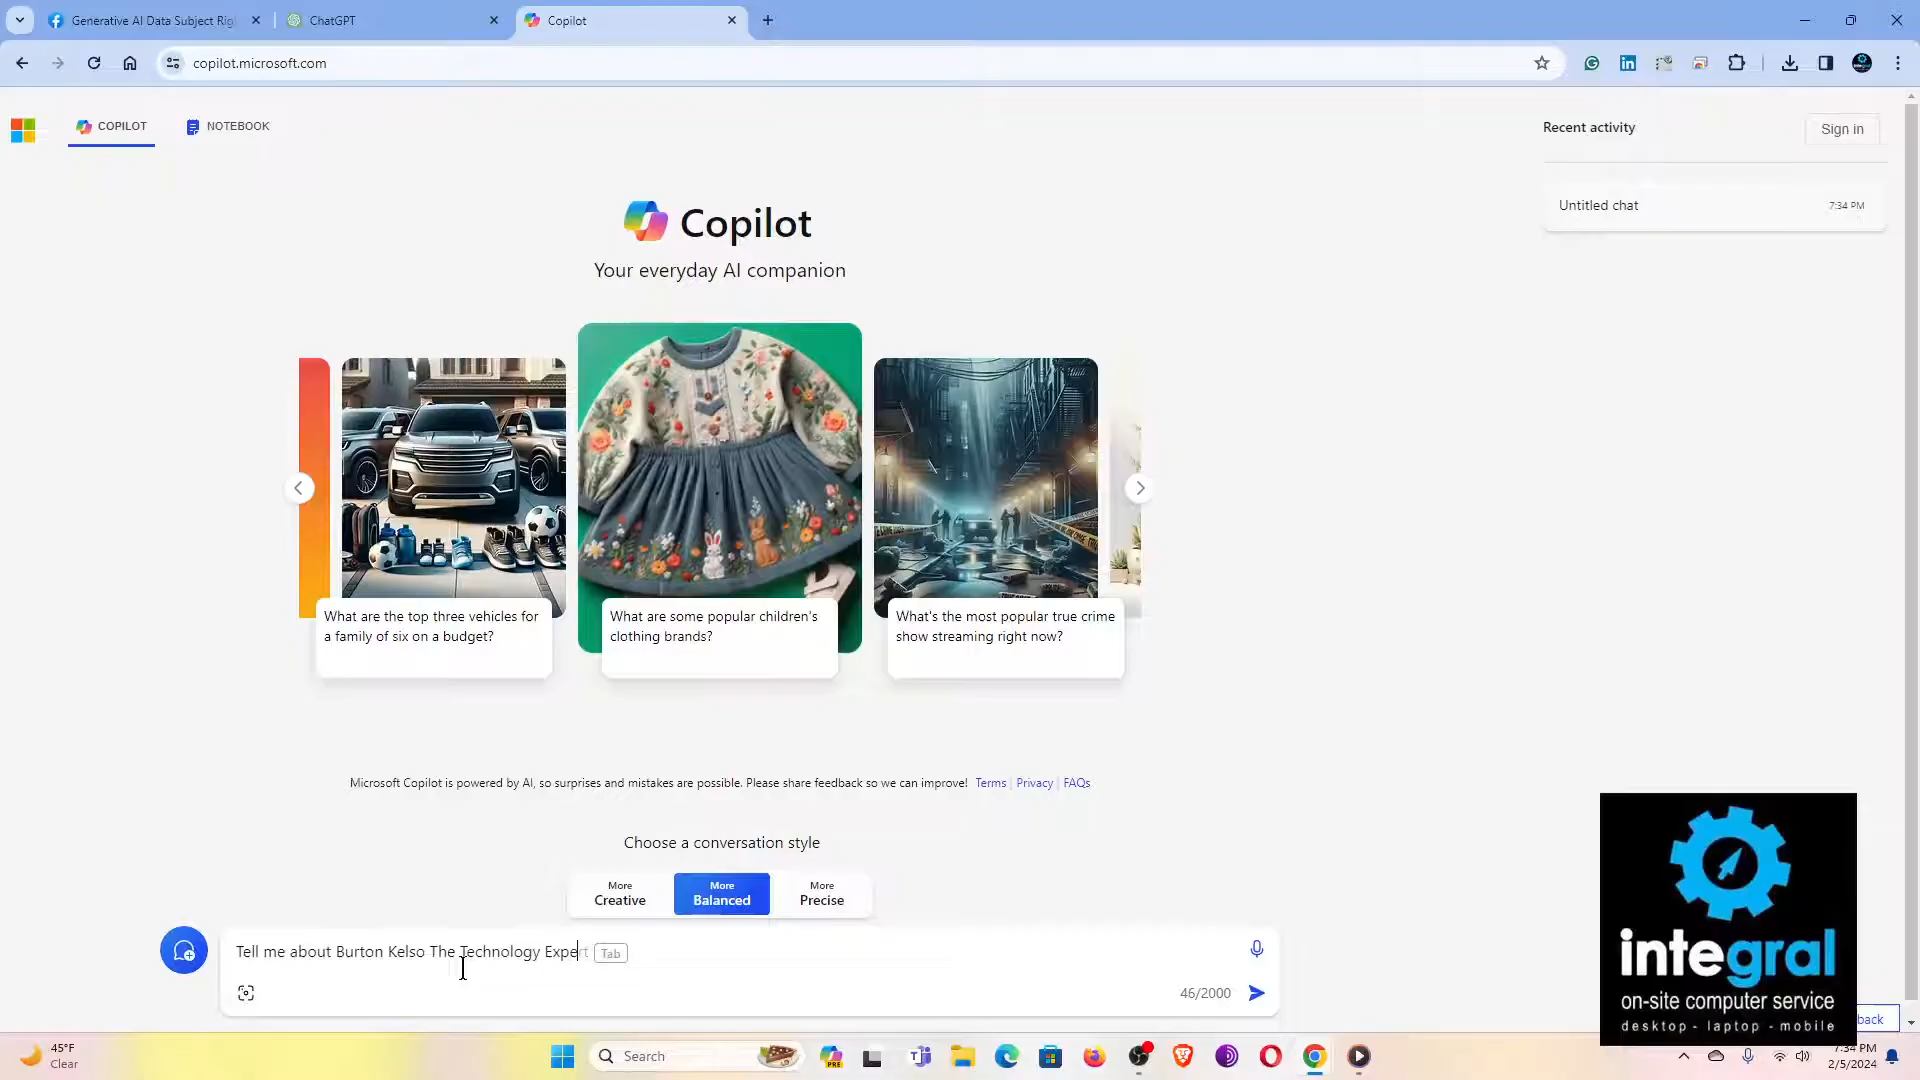 Generative AI Data Subject Rig
ChatGPT
Copilot
copilot.microsoft.com
COPILOT
NOTEBOOK
Recent activity
Sign in
Untitled chat
7:34 PM
Copilot
Your everyday AI companion
What are the top three vehicles for
a family of six on a budget?
What are some popular children's
clothing brands?
What's the most popular true crime
show streaming right now?
Microsoft Copilot is powered by AI, so surprises and mistakes are possible. Please share feedback so we can improve! Terms | Privacy | FAQs
Choose a conversation style
More
Creative
More
Balanced
More
Precise
Tell me about Burton Kelso The Technology Expert Tab
46/2000
integral
on-site computer service
desktop - laptop - mobile
back
45°F
Clear
Search
PRE
7:34 PM
2/5/2024